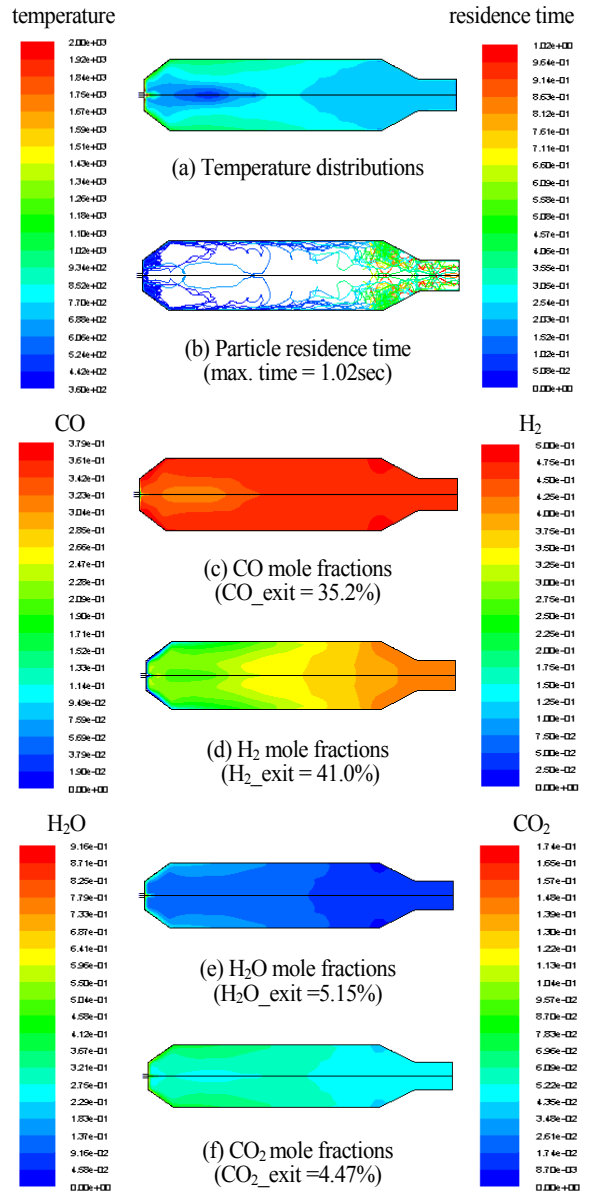 temperature
2.00e+03
1.92e+03
1.84e+03
1.75e+03
1.67e+03
1.59e+03
1.51e+03
1.43e+03
1.34e+03
1.26e+03
1.18e+03
1.10e+03
1.02e+03
9.34e+02
8.52e+02
7.70e+02
6.88e+02
6.06e+02
5.24e+02
4.42e+02
3.60e+02
residence time
1.02e+00
9.64e-01
9.14e-01
8.63e-01
8.12e-01
7.61e-01
7.11e-01
6.60e-01
6.09e-01
5.58e-01
5.08e-01
4.57e-01
4.06e-01
3.55e-01
3.05e-01
2.54e-01
2.03e-01
1.52e-01
1.02e-01
5.08e-02
0.00e+00
(a) Temperature distributions
(b) Particle residence time
(max. time = 1.02sec)
CO
3.79e-01
3.61e-01
3.42e-01
3.23e-01
3.04e-01
2.85e-01
2.66e-01
2.47e-01
2.28e-01
2.09e-01
1.90e-01
1.71e-01
1.52e-01
1.33e-01
1.14e-01
9.49e-02
7.59e-02
5.69e-02
3.79e-02
1.90e-02
0.00e+00
H₂
5.00e-01
4.75e-01
4.50e-01
4.25e-01
4.00e-01
3.75e-01
3.50e-01
3.25e-01
3.00e-01
2.75e-01
2.50e-01
2.25e-01
2.00e-01
1.75e-01
1.50e-01
1.25e-01
1.00e-01
7.50e-02
5.00e-02
2.50e-02
0.00e+00
(c) CO mole fractions
(CO_exit = 35.2%)
(d) H₂ mole fractions
(H₂_exit = 41.0%)
H₂O
9.16e-01
8.71e-01
8.25e-01
7.79e-01
7.33e-01
6.87e-01
6.41e-01
5.96e-01
5.50e-01
5.04e-01
4.58e-01
4.12e-01
3.67e-01
3.21e-01
2.75e-01
2.29e-01
1.83e-01
1.37e-01
9.16e-02
4.58e-02
0.00e+00
CO₂
1.74e-01
1.65e-01
1.57e-01
1.48e-01
1.39e-01
1.30e-01
1.22e-01
1.13e-01
1.04e-01
9.57e-02
8.70e-02
7.83e-02
6.96e-02
6.09e-02
5.22e-02
4.35e-02
3.48e-02
2.61e-02
1.74e-02
8.70e-03
0.00e+00
(e) H₂O mole fractions
(H₂O_exit =5.15%)
(f) CO₂ mole fractions
(CO₂_exit =4.47%)